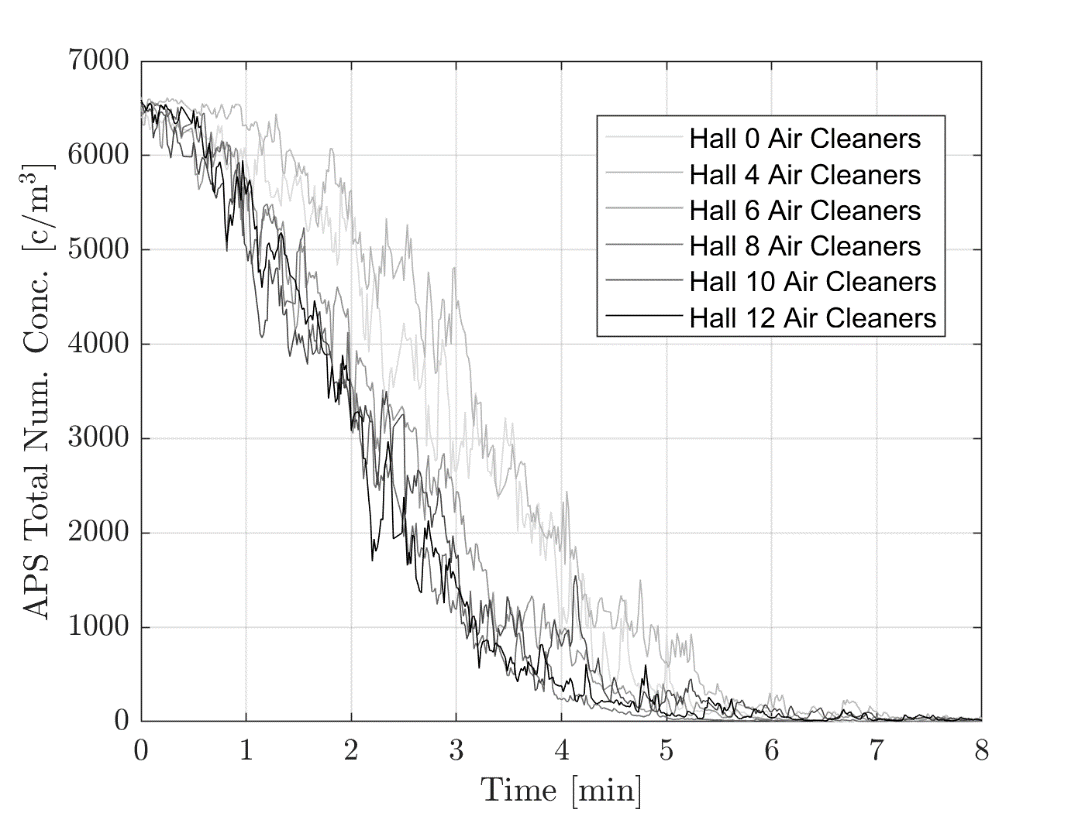 7000
6000
5000
4000
3000
2000
1000
0
APS Total Num. Conc. [c/m³]
Hall 0 Air Cleaners
Hall 4 Air Cleaners
Hall 6 Air Cleaners
Hall 8 Air Cleaners
Hall 10 Air Cleaners
Hall 12 Air Cleaners
0 1 2 3 4 5 6 7 8
Time [min]